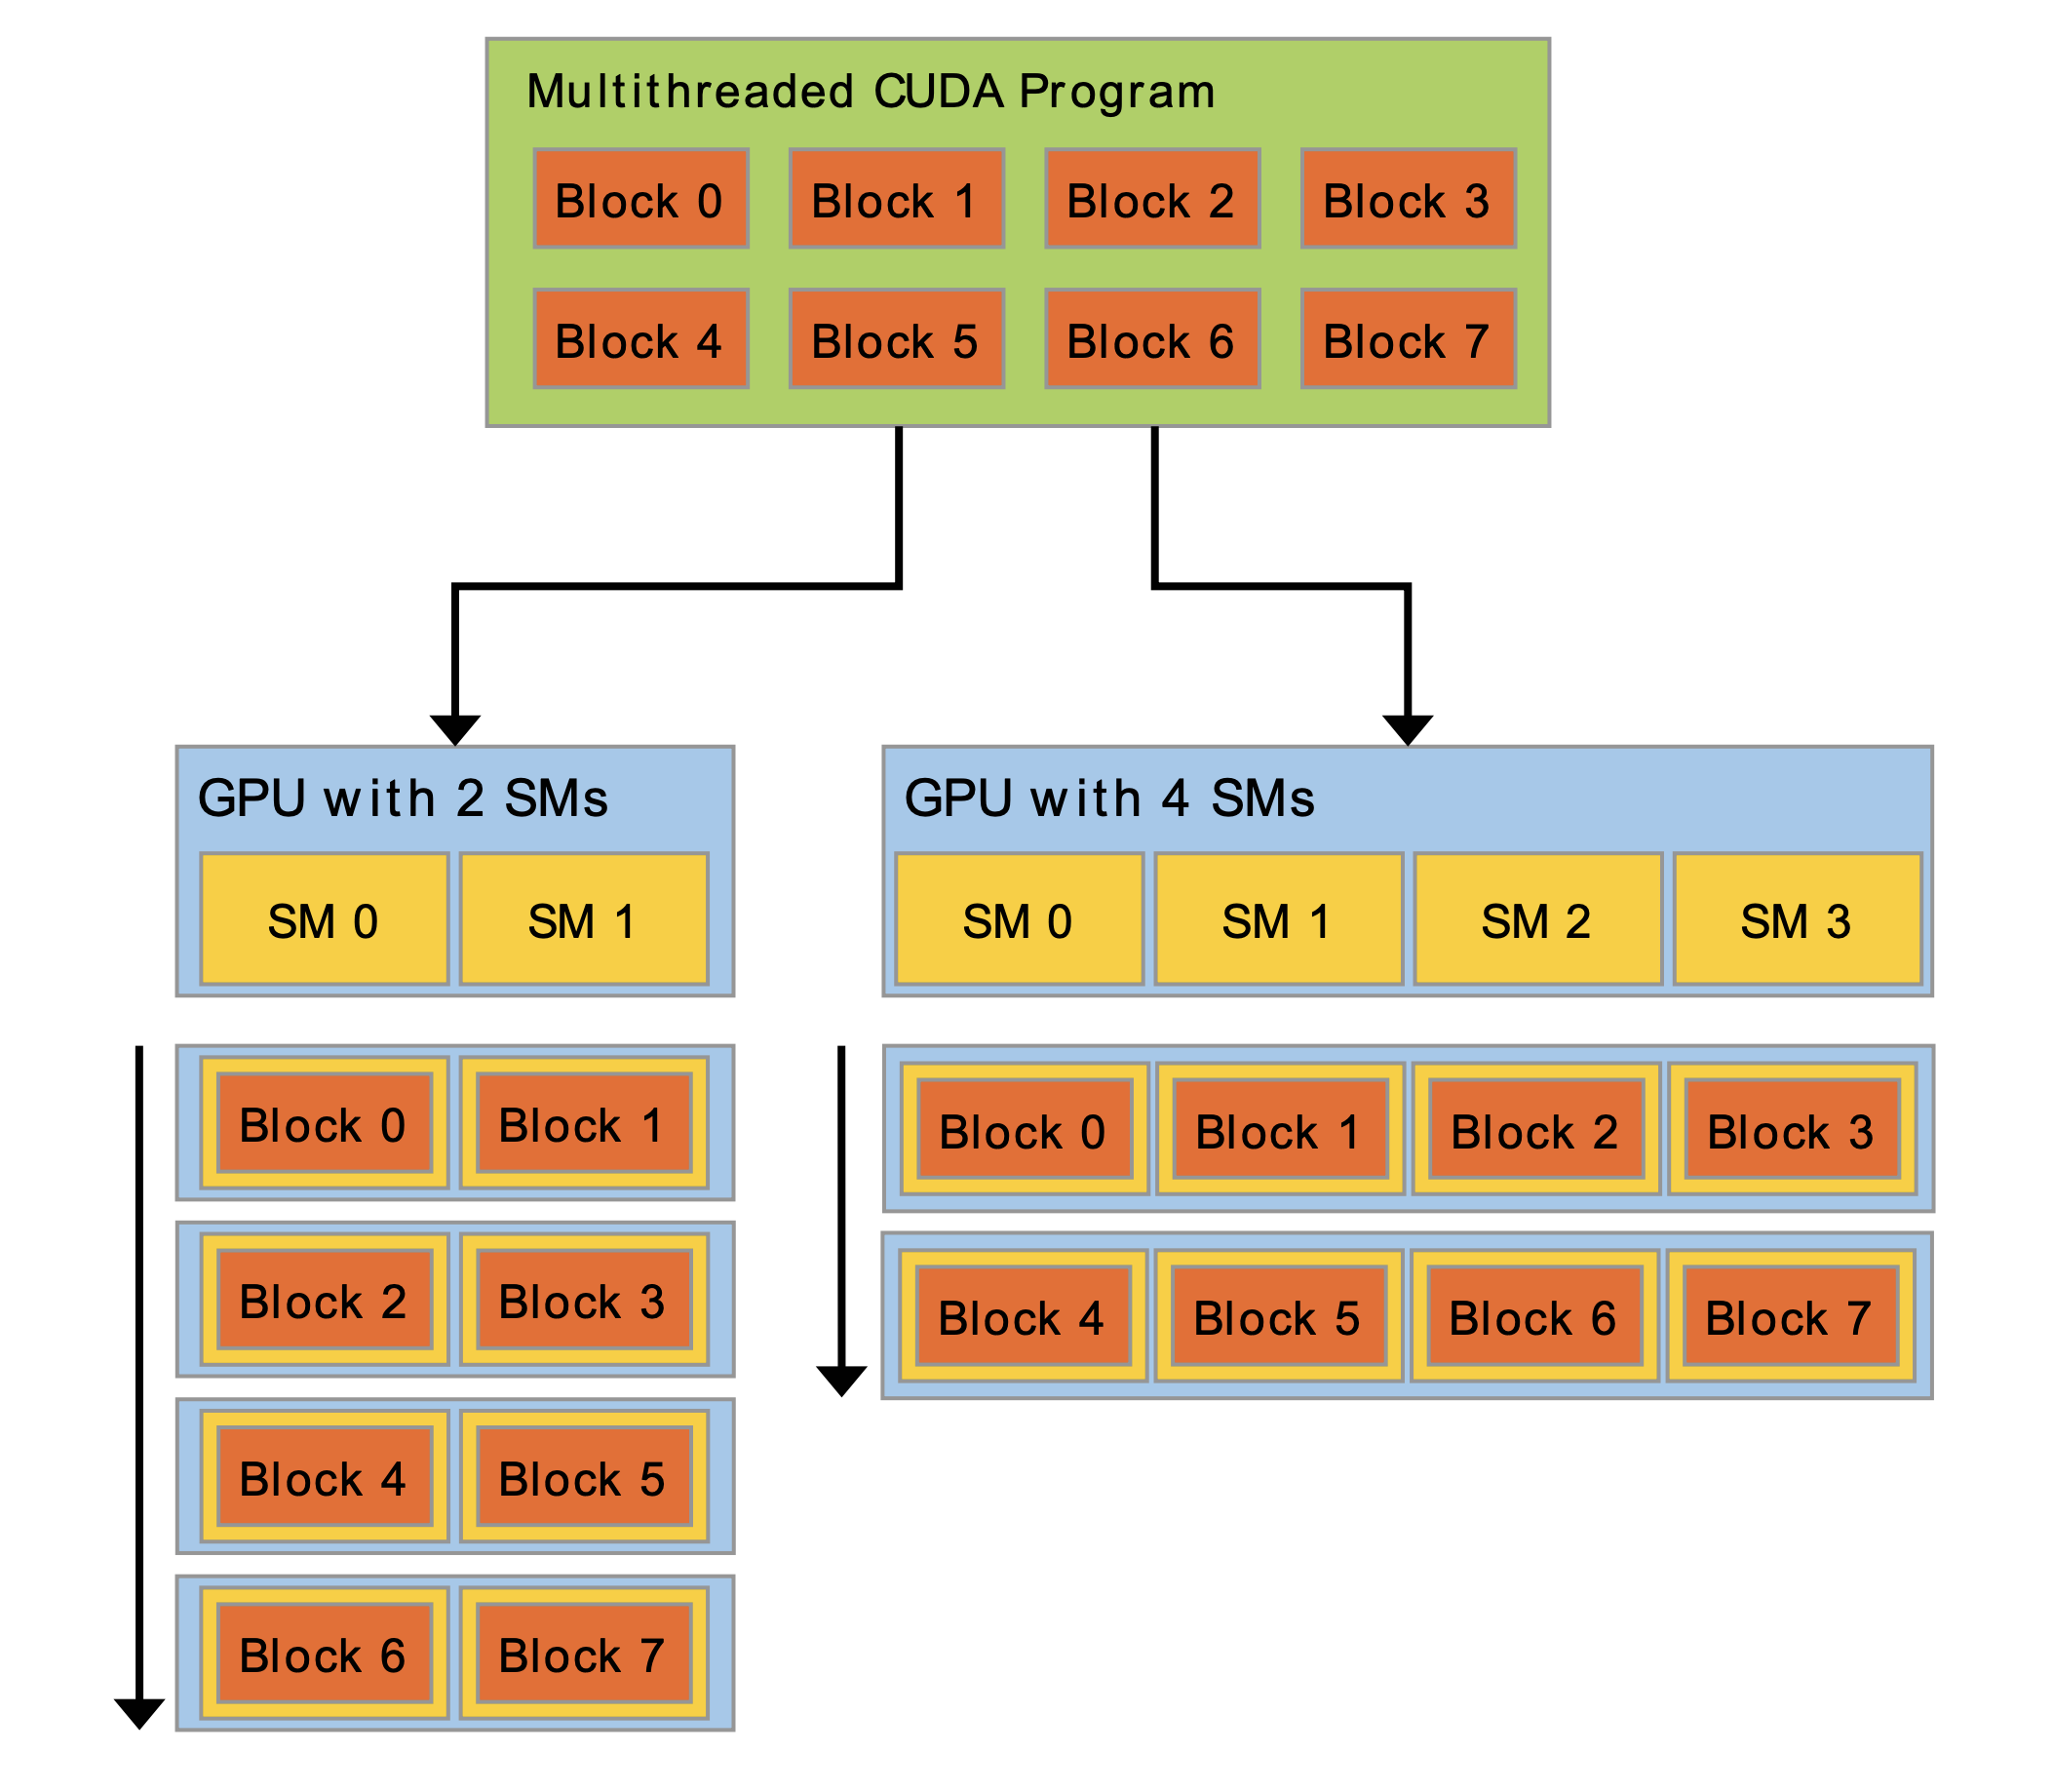 Multithreaded CUDA Program
Block 0 Block 1 Block 2 Block 3
Block 4 Block 5 Block 6 Block 7
GPU with 2 SMs
SM 0 SM 1
Block 0 Block 1
Block 2 Block 3
Block 4 Block 5
Block 6 Block 7
GPU with 4 SMs
SM 0 SM 1 SM 2 SM 3
Block 0 Block 1 Block 2 Block 3
Block 4 Block 5 Block 6 Block 7